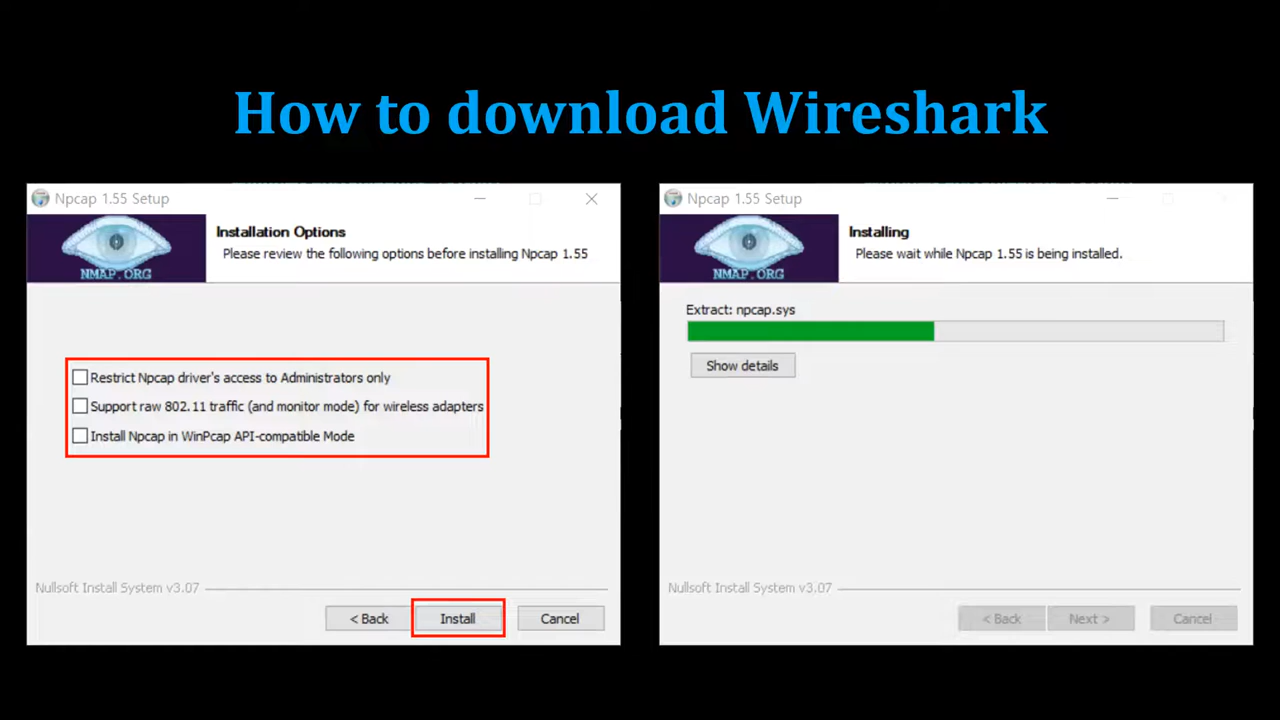 How to download Wireshark
Npcap 1.55 Setup
NMAP.ORG
Installation Options
Please review the following options before installing Npcap 1.55
Restrict Npcap driver's access to Administrators only
Support raw 802.11 traffic (and monitor mode) for wireless adapters
Install Npcap in WinPcap API-compatible Mode
Nullsoft Install System v3.07
< Back
Install
Cancel
Npcap 1.55 Setup
NMAP.ORG
Installing
Please wait while Npcap 1.55 is being installed.
Extract: npcap.sys
Show details
Nullsoft Install System v3.07
< Back
Next >
Cancel